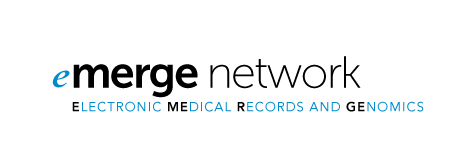 emerge network
ELECTRONIC MEDICAL RECORDS AND GENOMICS